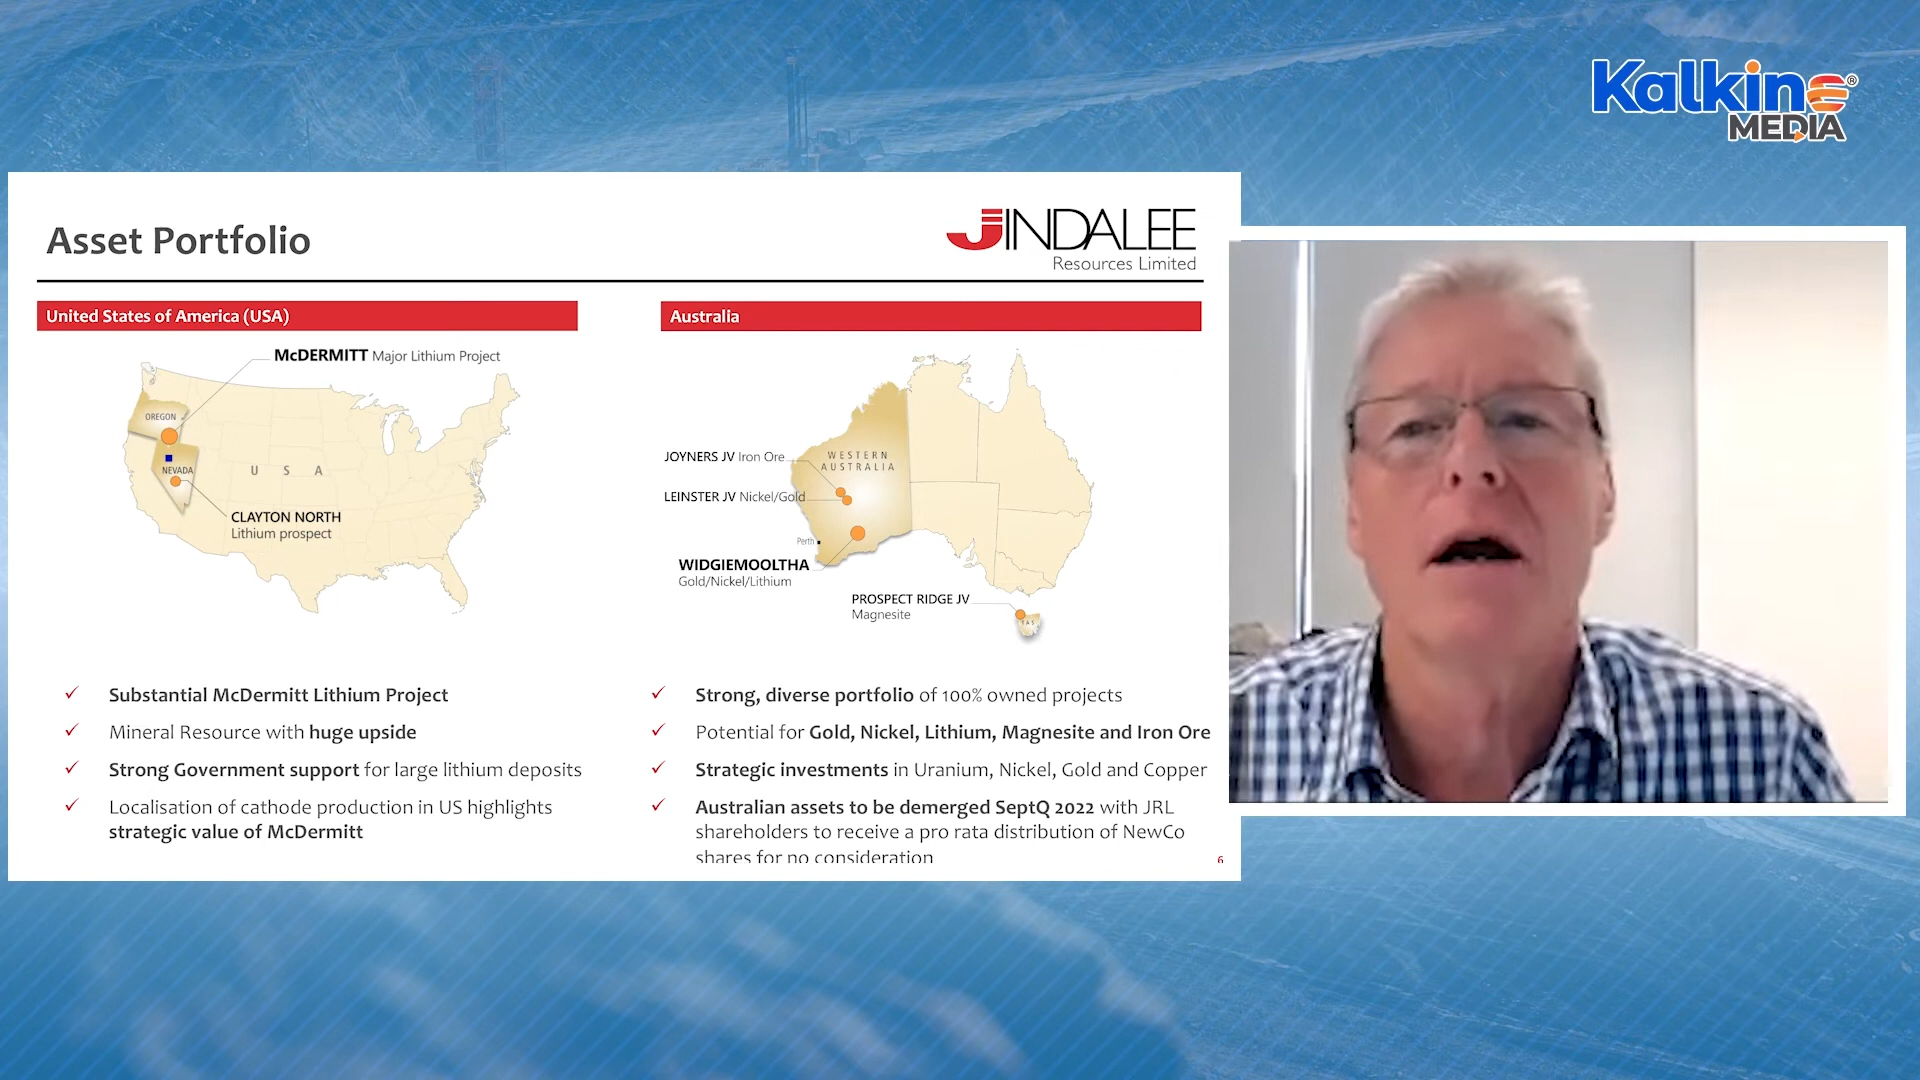 Kalkine®
MEDIA
Asset Portfolio
JINDALEE
Resources Limited
United States of America (USA)
McDERMITT Major Lithium Project
OREGON
NEVADA
U S A
CLAYTON NORTH
Lithium prospect
✓ Substantial McDermitt Lithium Project
✓ Mineral Resource with huge upside
✓ Strong Government support for large lithium deposits
✓ Localisation of cathode production in US highlights
strategic value of McDermitt
Australia
WESTERN
AUSTRALIA
JOYNERS JV Iron Ore
LEINSTER JV Nickel/Gold
Perth
WIDGIEMOOLTHA
Gold/Nickel/Lithium
PROSPECT RIDGE JV
Magnesite
TAS
✓ Strong, diverse portfolio of 100% owned projects
✓ Potential for Gold, Nickel, Lithium, Magnesite and Iron Ore
✓ Strategic investments in Uranium, Nickel, Gold and Copper
✓ Australian assets to be demerged SeptQ 2022 with JRL
shareholders to receive a pro rata distribution of NewCo
shares for no consideration
6